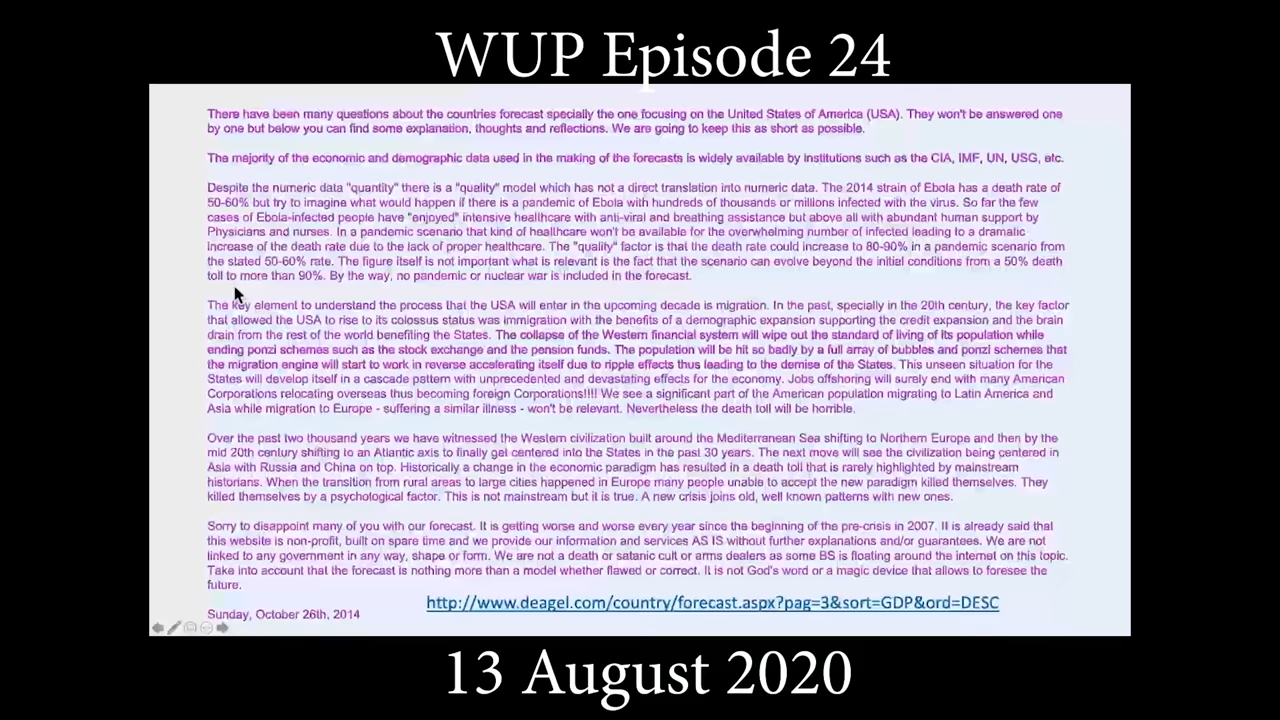 WUP Episode 24
There have been many questions about the countries forecast specially the one focusing on the United States of America (USA). They won't be answered one
by one but below you can find some explanation, thoughts and reflections. We are going to keep this as short as possible.
The majority of the economic and demographic data used in the making of the forecasts is widely available by institutions such as the CIA, IMF, UN, USG, etc.
Despite the numeric data "quantity" there is a "quality" model which has not a direct translation into numeric data. The 2014 strain of Ebola has a death rate of
50-60% but try to imagine what would happen if there is a pandemic of Ebola with hundreds of thousands or millions infected with the virus. So far the few
cases of Ebola-infected people have "enjoyed" intensive healthcare with anti-viral and breathing assistance but above all with abundant human support by
Physicians and nurses. In a pandemic scenario that kind of healthcare won't be available for the overwhelming number of infected leading to a dramatic
increase of the death rate due to the lack of proper healthcare. The "quality" factor is that the death rate could increase to 80-90% in a pandemic scenario from
the stated 50-60% rate. The figure itself is not important what is relevant is the fact that the scenario can evolve beyond the initial conditions from a 50% death
toll to more than 90%. By the way, no pandemic or nuclear war is included in the forecast.
The key element to understand the process that the USA will enter in the upcoming decade is migration. In the past, specially in the 20th century, the key factor
that allowed the USA to rise to its colossus status was immigration with the benefits of a demographic expansion supporting the credit expansion and the brain
drain from the rest of the world benefiting the States. The collapse of the Western financial system will wipe out the standard of living of its population while
ending ponzi schemes such as the stock exchange and the pension funds. The population will be hit so badly by a full array of bubbles and ponzi schemes that
the migration engine will start to work in reverse accelerating itself due to ripple effects thus leading to the demise of the States. This unseen situation for the
States will develop itself in a cascade pattern with unprecedented and devastating effects for the economy. Jobs offshoring will surely end with many American
Corporations relocating overseas thus becoming foreign Corporations!!!! We see a significant part of the American population migrating to Latin America and
Asia while migration to Europe - suffering a similar illness - won't be relevant. Nevertheless the death toll will be horrible.
Over the past two thousand years we have witnessed the Western civilization built around the Mediterranean Sea shifting to Northern Europe and then by the
mid 20th century shifting to an Atlantic axis to finally get centered into the States in the past 30 years. The next move will see the civilization being centered in
Asia with Russia and China on top. Historically a change in the economic paradigm has resulted in a death toll that is rarely highlighted by mainstream
historians. When the transition from rural areas to large cities happened in Europe many people unable to accept the new paradigm killed themselves. They
killed themselves by a psychological factor. This is not mainstream but it is true. A new crisis joins old, well known patterns with new ones.
Sorry to disappoint many of you with our forecast. It is getting worse and worse every year since the beginning of the pre-crisis in 2007. It is already said that
this website is non-profit, built on spare time and we provide our information and services AS IS without further explanations and/or guarantees. We are not
linked to any government in any way, shape or form. We are not a death or satanic cult or arms dealers as some BS is floating around the internet on this topic.
Take into account that the forecast is nothing more than a model whether flawed or correct. It is not God's word or a magic device that allows to foresee the
future.
http://www.deagel.com/country/forecast.aspx?pag=3&sort=GDP&ord=DESC
Sunday, October 26th, 2014
13 August 2020